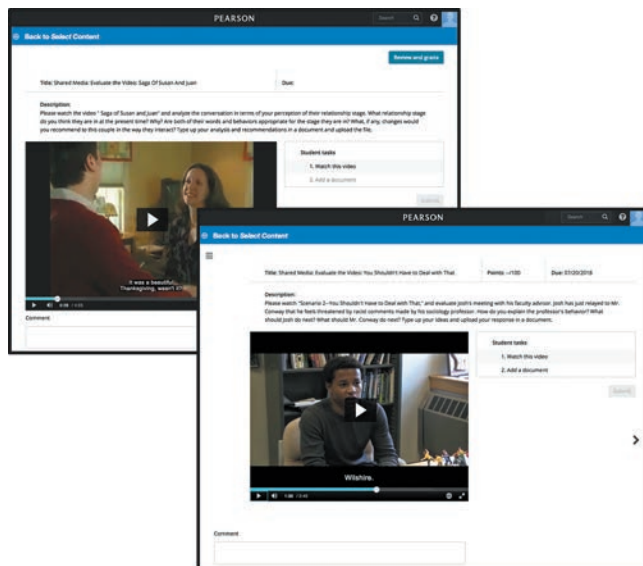 PEARSON
Search
Back to Select Content
Review and grade
Title: Shared Media: Evaluate the Video: Saga Of Susan And Juan
Due:
Description:
Please watch the video " Saga of Susan and Juan" and analyze the conversation in terms of your perception of their relationship stage. What relationship stage
do you think they are in at the present time? Why? Are both of their words and behaviors appropriate for the stage they are in? What, if any, changes would
you recommend to this couple in the way they interact? Type up your analysis and recommendations in a document and upload the file.
Student tasks
1. Watch this video
2. Add a document
Submit
It was a beautiful
Thanksgiving, wasn't it?
Comment
PEARSON
Search
Back to Select Content
Title: Shared Media: Evaluate the Video: You Shouldn't Have to Deal with That
Points: --/100
Due: 07/20/2018
Description:
Please watch "Scenario 2--You Shouldn't Have to Deal with That," and evaluate Josh's meeting with his faculty advisor. Josh has just relayed to Mr.
Conway that he feels threatened by racist comments made by his sociology professor. How do you explain the professor's behavior? What
should Josh do next? What should Mr. Conway do next? Type up your ideas and upload your response in a document.
Student tasks
1. Watch this video
2. Add a document
Submit
Wilshire.
Comment